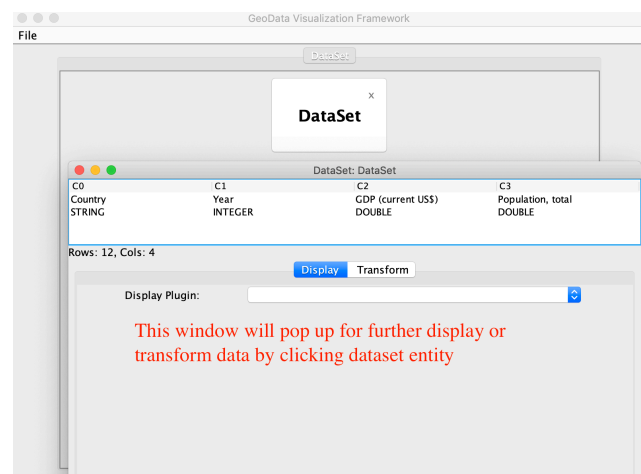 GeoData Visualization Framework
File
DataSet
x
DataSet
DataSet: DataSet
C0 C1 C2 C3
Country Year GDP (current US$) Population, total
STRING INTEGER DOUBLE DOUBLE
Rows: 12, Cols: 4
Display Transform
Display Plugin:
This window will pop up for further display or
transform data by clicking dataset entity